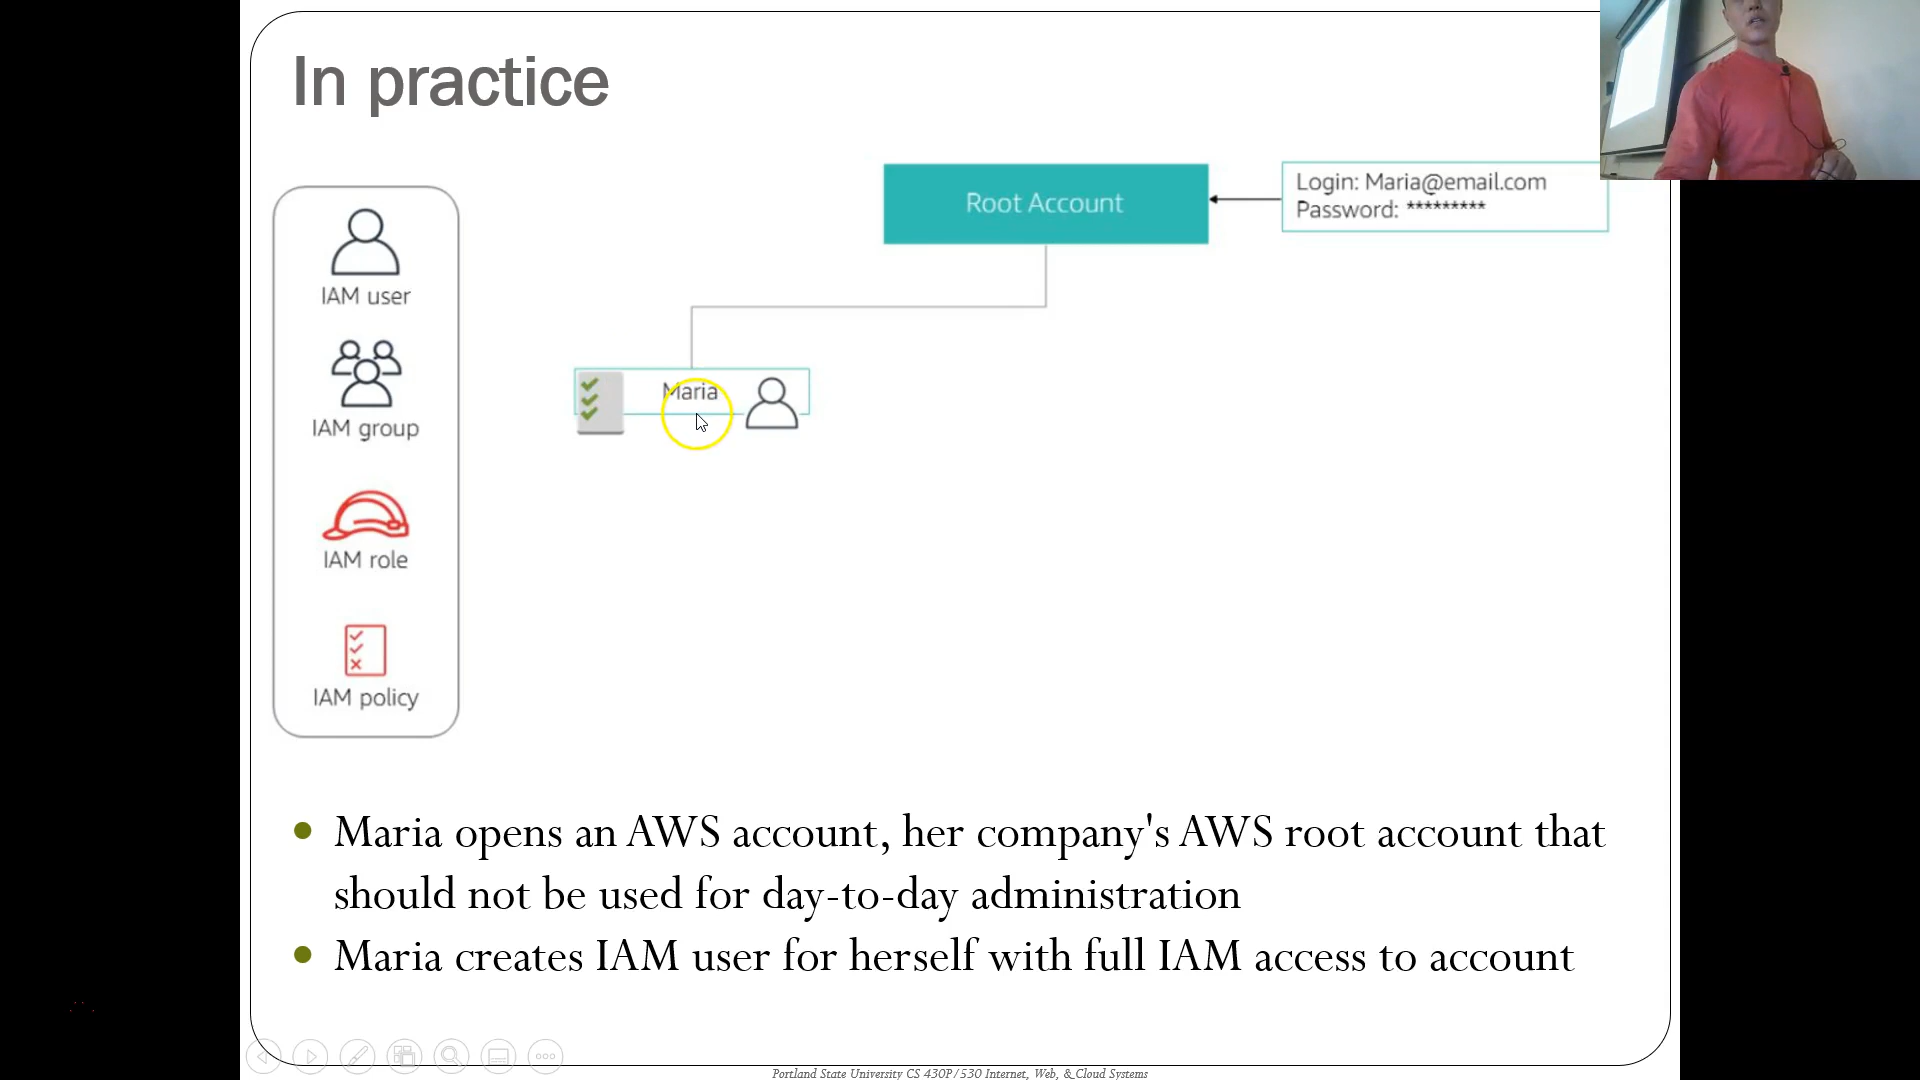 In practice
Root Account
Login: Maria@email.com
Password: *********
IAM user
Maria
IAM group
IAM role
IAM policy
• Maria opens an AWS account, her company's AWS root account that
should not be used for day-to-day administration
• Maria creates IAM user for herself with full IAM access to account
Portland State University CS 430P/530 Internet, Web, & Cloud Systems